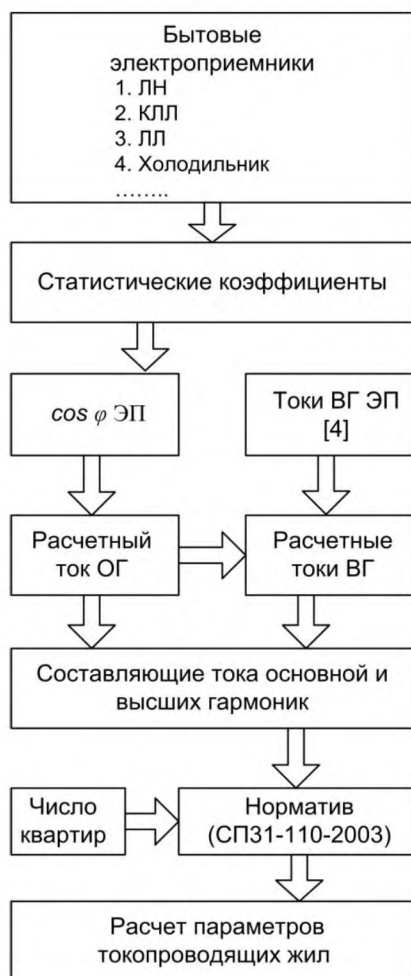 Бытовые
электроприемники
1. ЛН
2. КЛЛ
3. ЛЛ
4. Холодильник
........
Статистические коэффициенты
cos φ ЭП
Токи ВГ ЭП
[4]
Расчетный
ток ОГ
Расчетные
токи ВГ
Составляющие тока основной и
высших гармоник
Число
квартир
Норматив
(СП31-110-2003)
Расчет параметров
токопроводящих жил